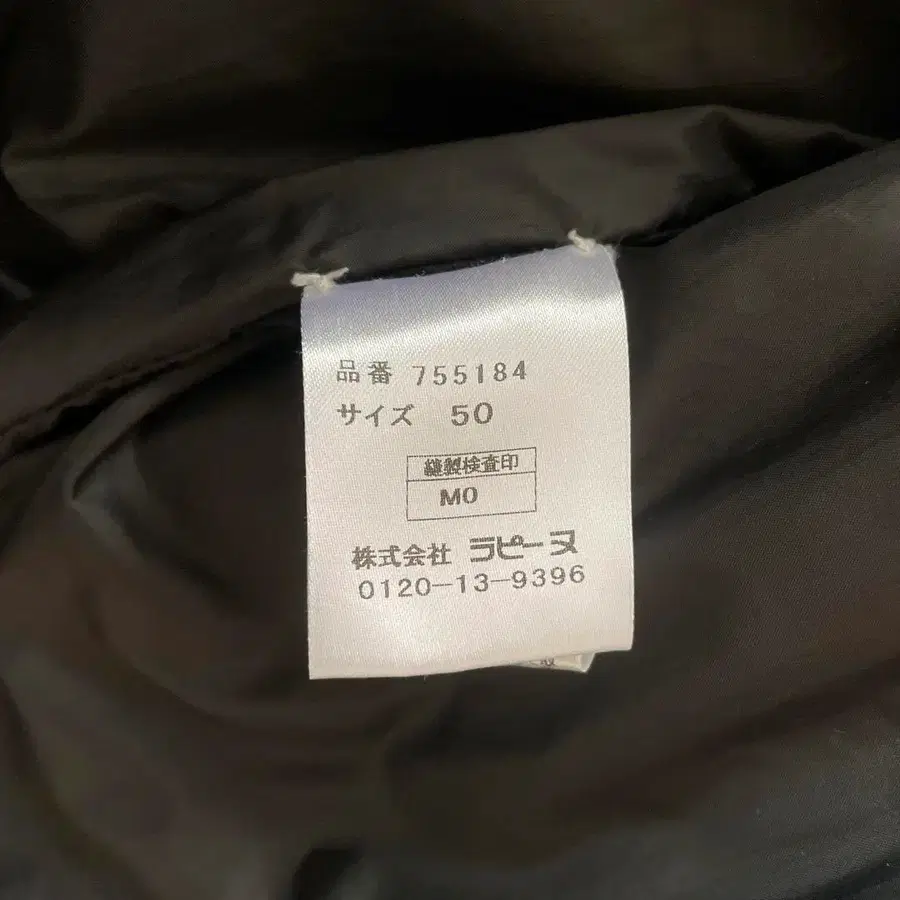 品番 755184
サイズ 50
縫製検査印
M0
株式会社 ラピーヌ
0120-13-9396